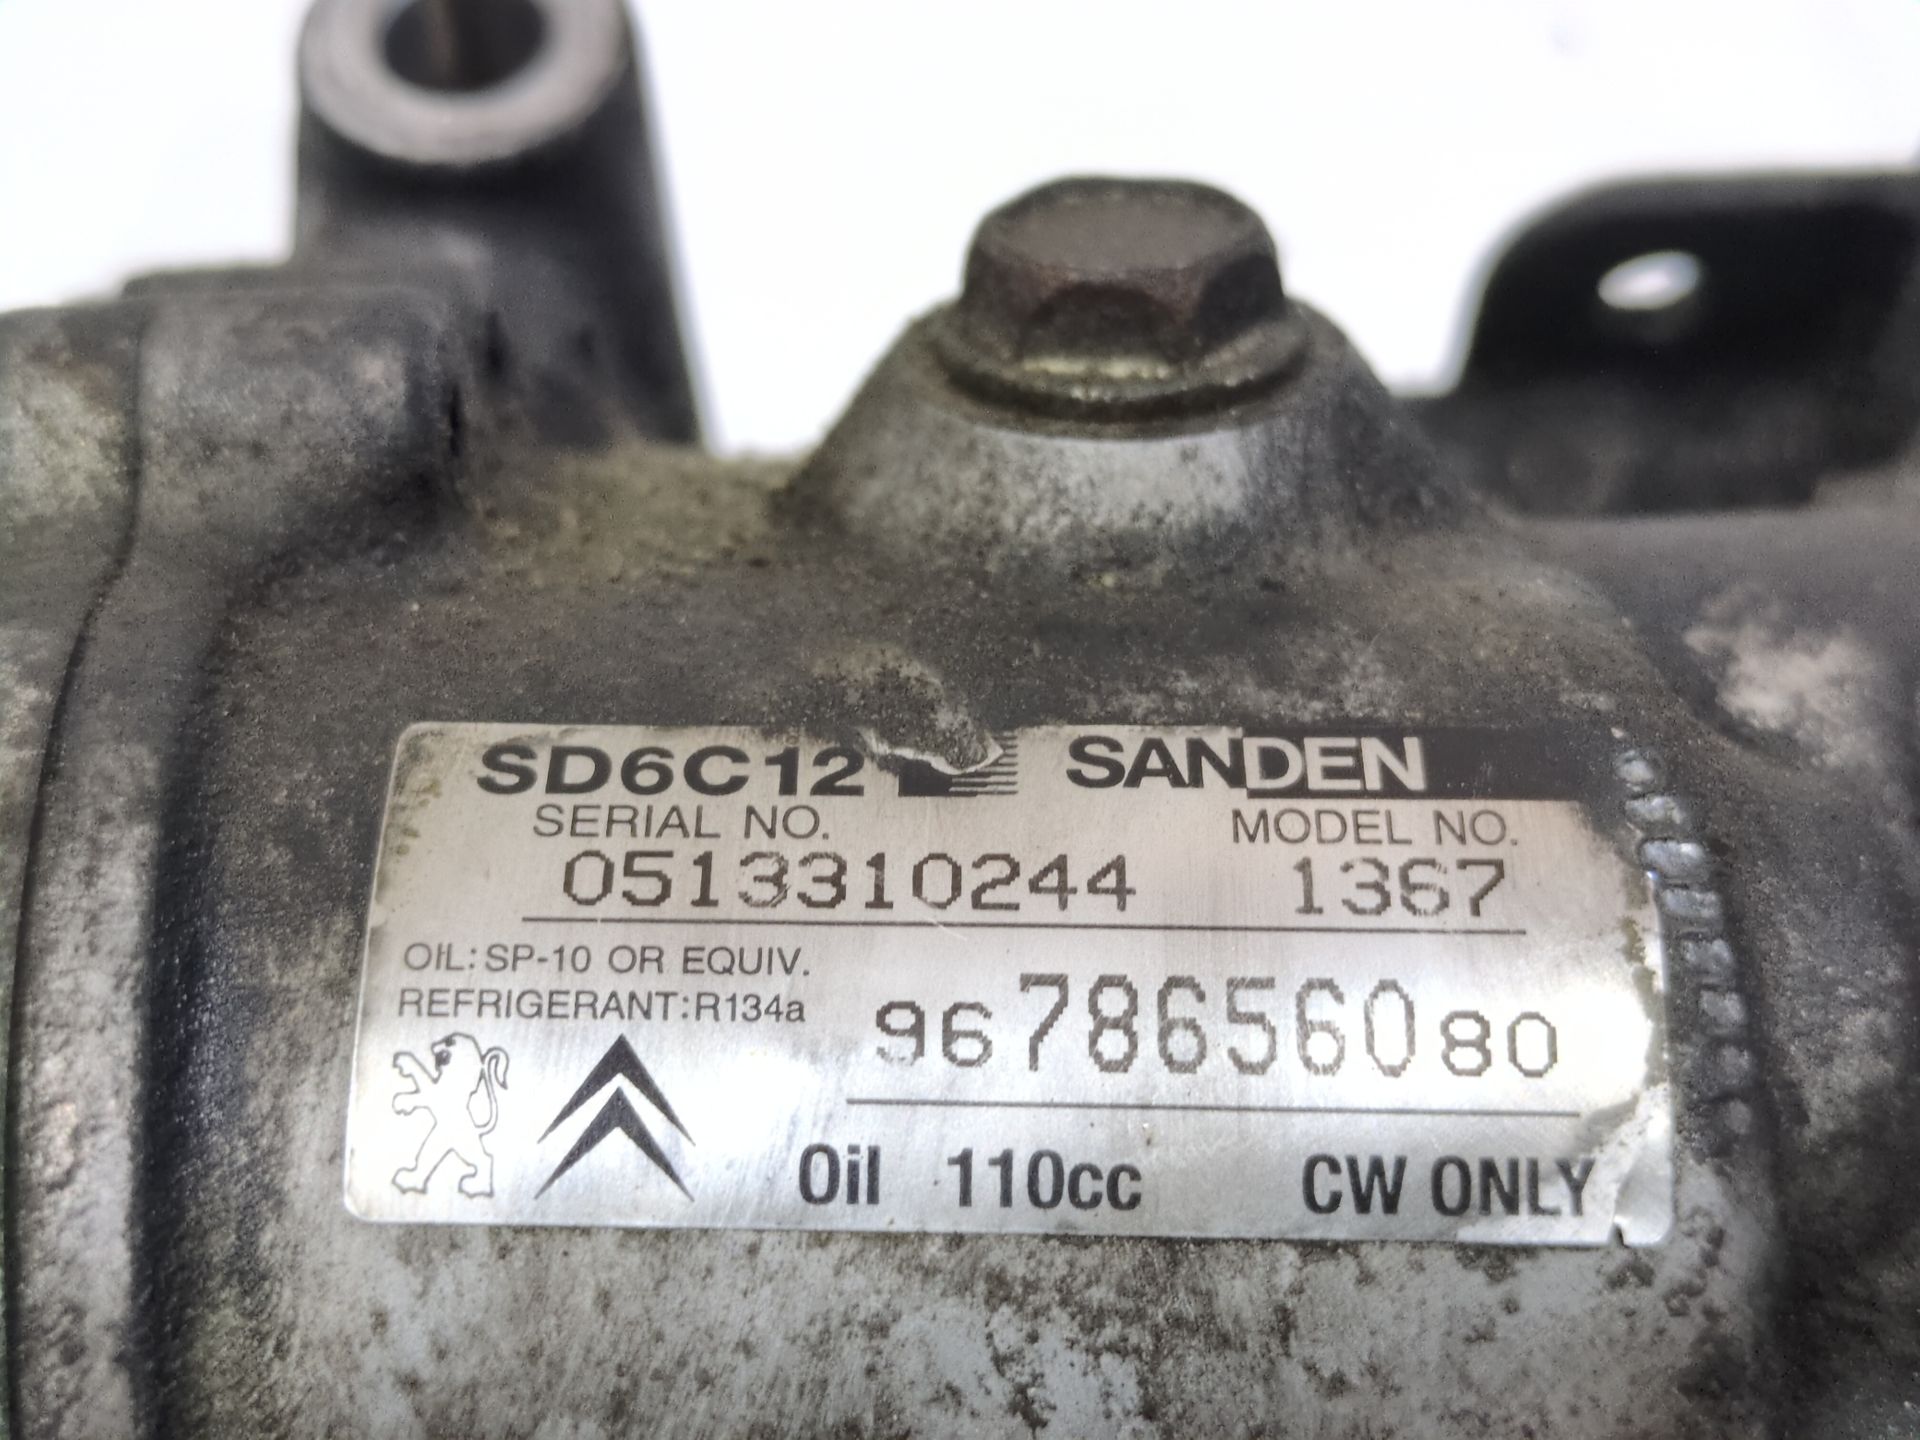 SD6C12 SANDEN
SERIAL NO. MODEL NO.
0513310244 1367
OIL: SP-10 OR EQUIV.
REFRIGERANT: R134a
9678656080
Oil 110cc CW ONLY